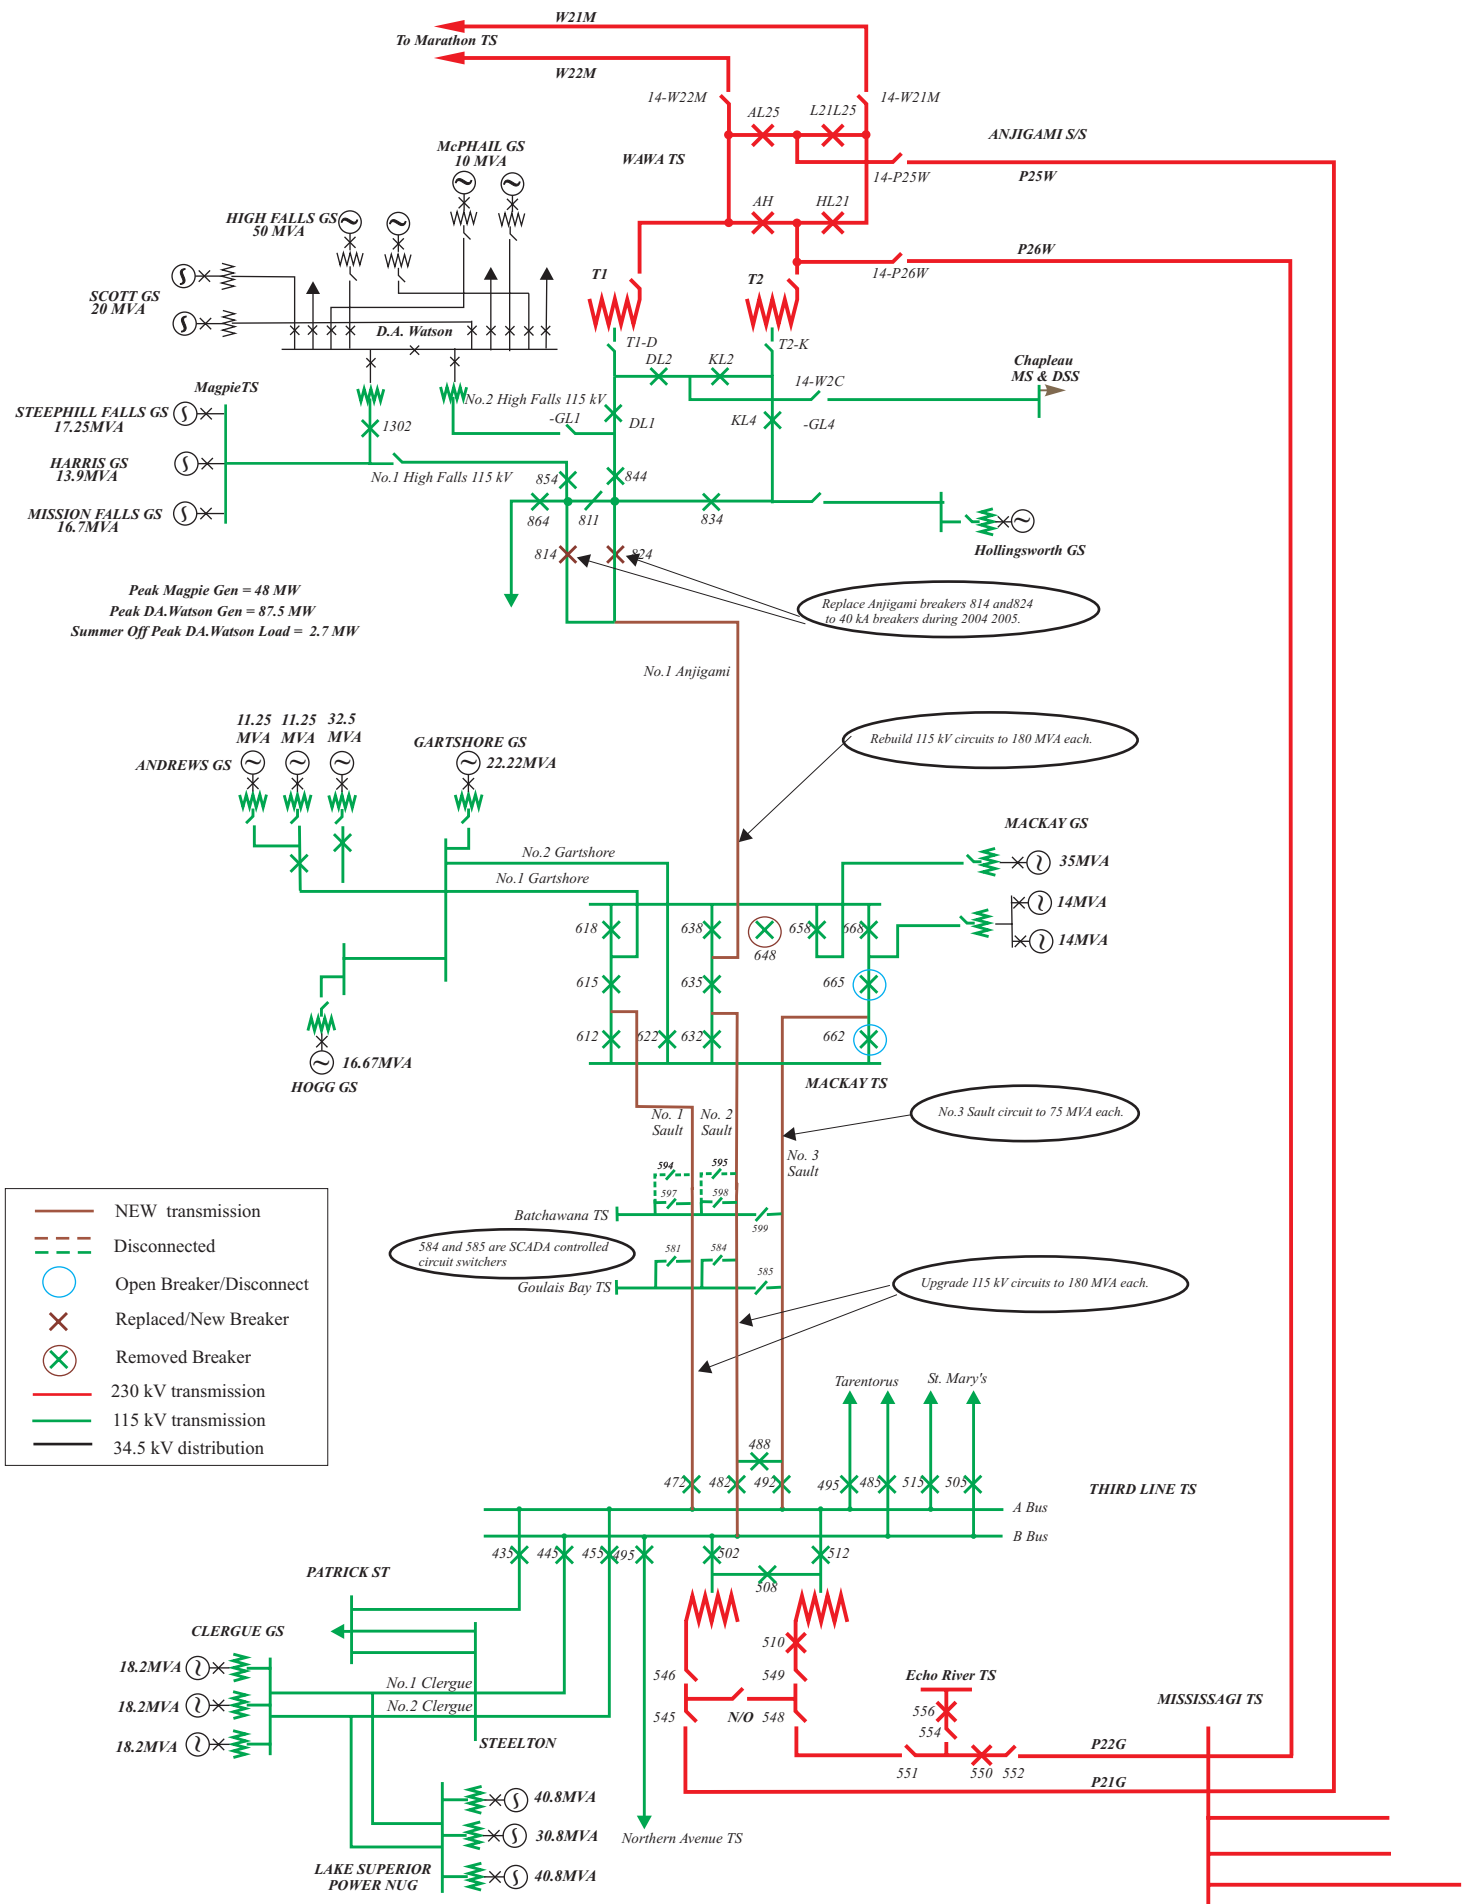 W21M
To Marathon TS
W22M
14-W22M
AL25
L21L25
14-W21M
ANJIGAMI S/S
WAWA TS
14-P25W
P25W
McPHAIL GS
10 MVA
HIGH FALLS GS
50 MVA
AH
HL21
P26W
14-P26W
SCOTT GS
20 MVA
T1
T2
D.A. Watson
T1-D
T2-K
DL2
KL2
Chapleau
MS & DSS
14-W2C
MagpieTS
No.2 High Falls 115 kV
-GL1
DL1
KL4
-GL4
STEEPHILL FALLS GS
17.25MVA
1302
HARRIS GS
13.9MVA
No.1 High Falls 115 kV
854
844
MISSION FALLS GS
16.7MVA
864
811
834
Hollingsworth GS
814
824
Peak Magpie Gen = 48 MW
Peak DA.Watson Gen = 87.5 MW
Summer Off Peak DA.Watson Load = 2.7 MW
Replace Anjigami breakers 814 and824
to 40 kA breakers during 2004 2005.
No.1 Anjigami
11.25
MVA
11.25
MVA
32.5
MVA
ANDREWS GS
GARTSHORE GS
22.22MVA
Rebuild 115 kV circuits to 180 MVA each.
MACKAY GS
35MVA
No.2 Gartshore
No.1 Gartshore
14MVA
14MVA
618
638
648
658
668
615
635
665
612
622
632
662
16.67MVA
HOGG GS
MACKAY TS
No. 1
Sault
No. 2
Sault
No.3 Sault circuit to 75 MVA each.
No. 3
Sault
594
595
597
598
Batchawana TS
599
584 and 585 are SCADA controlled
circuit switchers
581
584
585
Goulais Bay TS
Upgrade 115 kV circuits to 180 MVA each.
NEW transmission
Disconnected
Open Breaker/Disconnect
Replaced/New Breaker
Removed Breaker
230 kV transmission
115 kV transmission
34.5 kV distribution
Tarentorus
St. Mary's
488
472
482
492
495
485
515
505
THIRD LINE TS
A Bus
B Bus
435
445
455
495
502
512
508
PATRICK ST
CLERGUE GS
18.2MVA
18.2MVA
18.2MVA
No.1 Clergue
No.2 Clergue
STEELTON
510
546
549
545
N/O
548
Echo River TS
556
554
551
550
552
MISSISSAGI TS
P22G
P21G
40.8MVA
30.8MVA
40.8MVA
LAKE SUPERIOR
POWER NUG
Northern Avenue TS